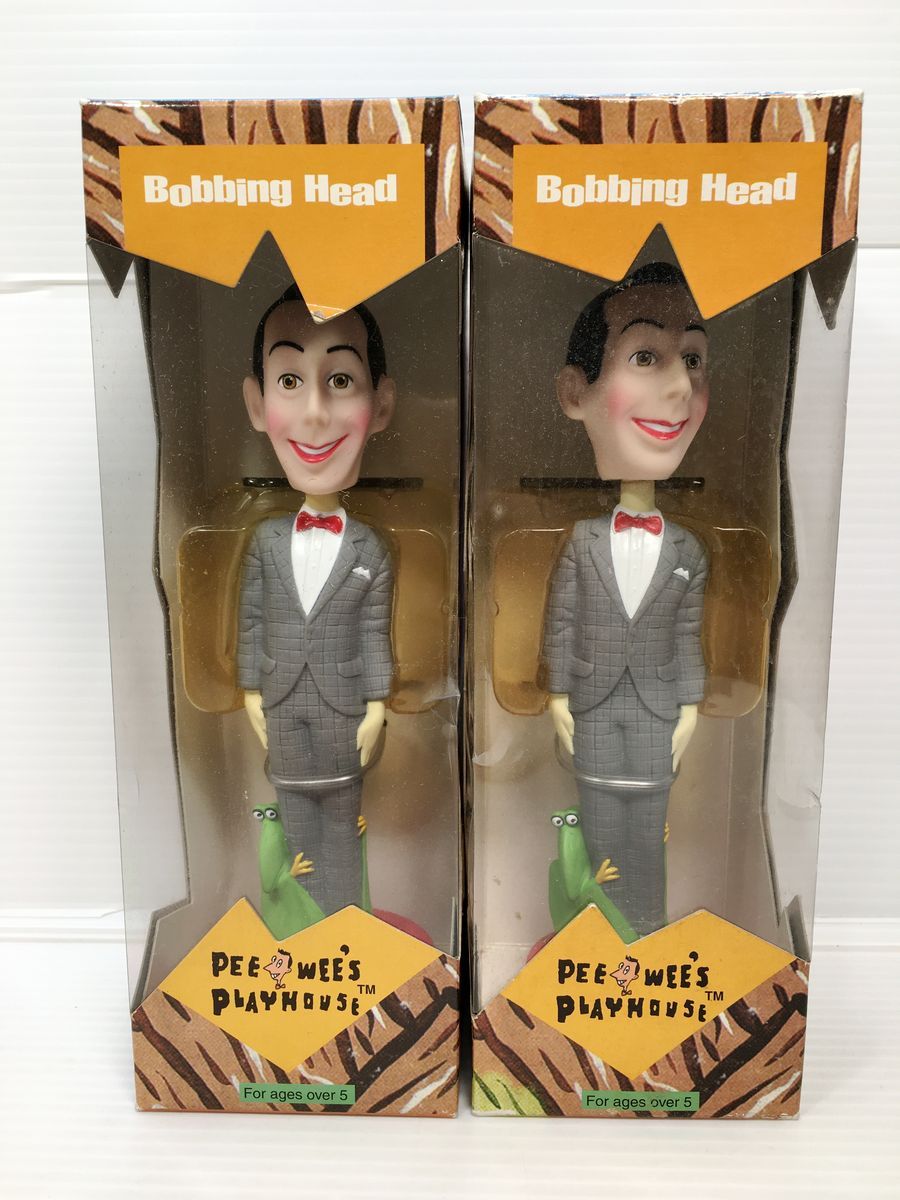 Bobbing Head
PEE WEE'S
PLAYHOUSE™
For ages over 5
Bobbing Head
PEE WEE'S
PLAYHOUSE™
For ages over 5